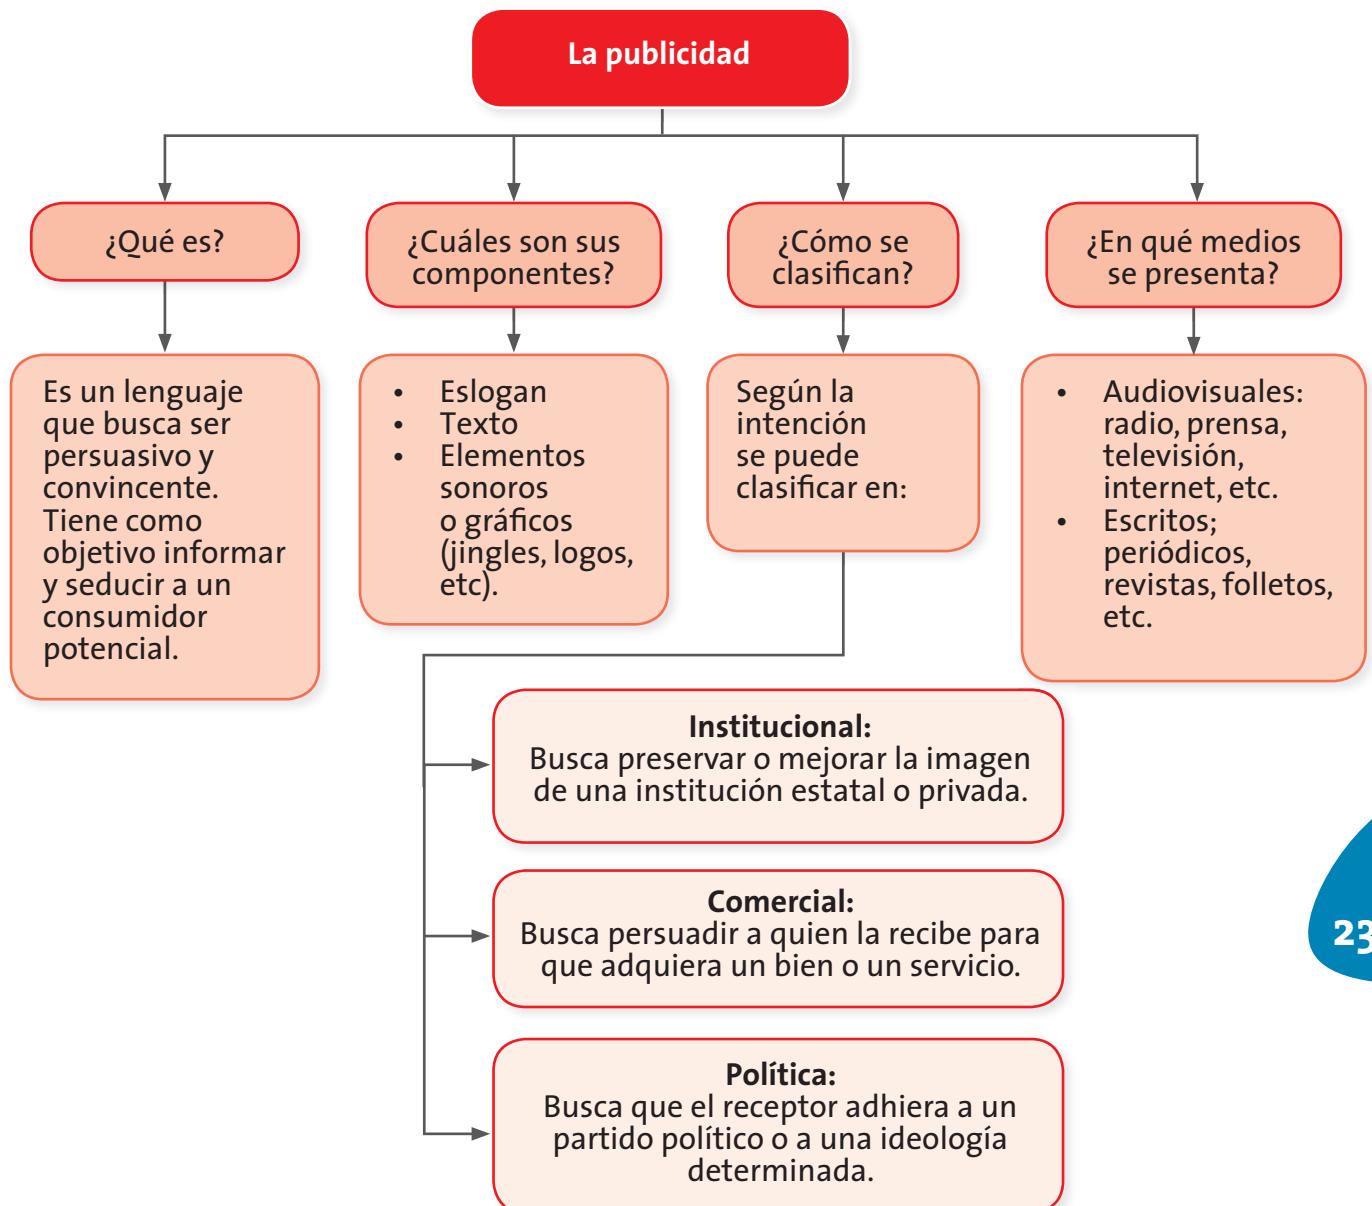 La publicidad
¿Qué es?
¿Cuáles son sus
componentes?
¿Cómo se
clasifican?
¿En qué medios
se presenta?
Es un lenguaje
que busca ser
persuasivo y
convincente.
Tiene como
objetivo informar
y seducir a un
consumidor
potencial.
• Eslogan
• Texto
• Elementos
sonoros
o gráficos
(jingles, logos,
etc).
Según la
intención
se puede
clasificar en:
• Audiovisuales:
radio, prensa,
televisión,
internet, etc.
• Escritos;
periódicos,
revistas, folletos,
etc.
Institucional:
Busca preservar o mejorar la imagen
de una institución estatal o privada.
Comercial:
Busca persuadir a quien la recibe para
que adquiera un bien o un servicio.
Política:
Busca que el receptor adhiera a un
partido político o a una ideología
determinada.